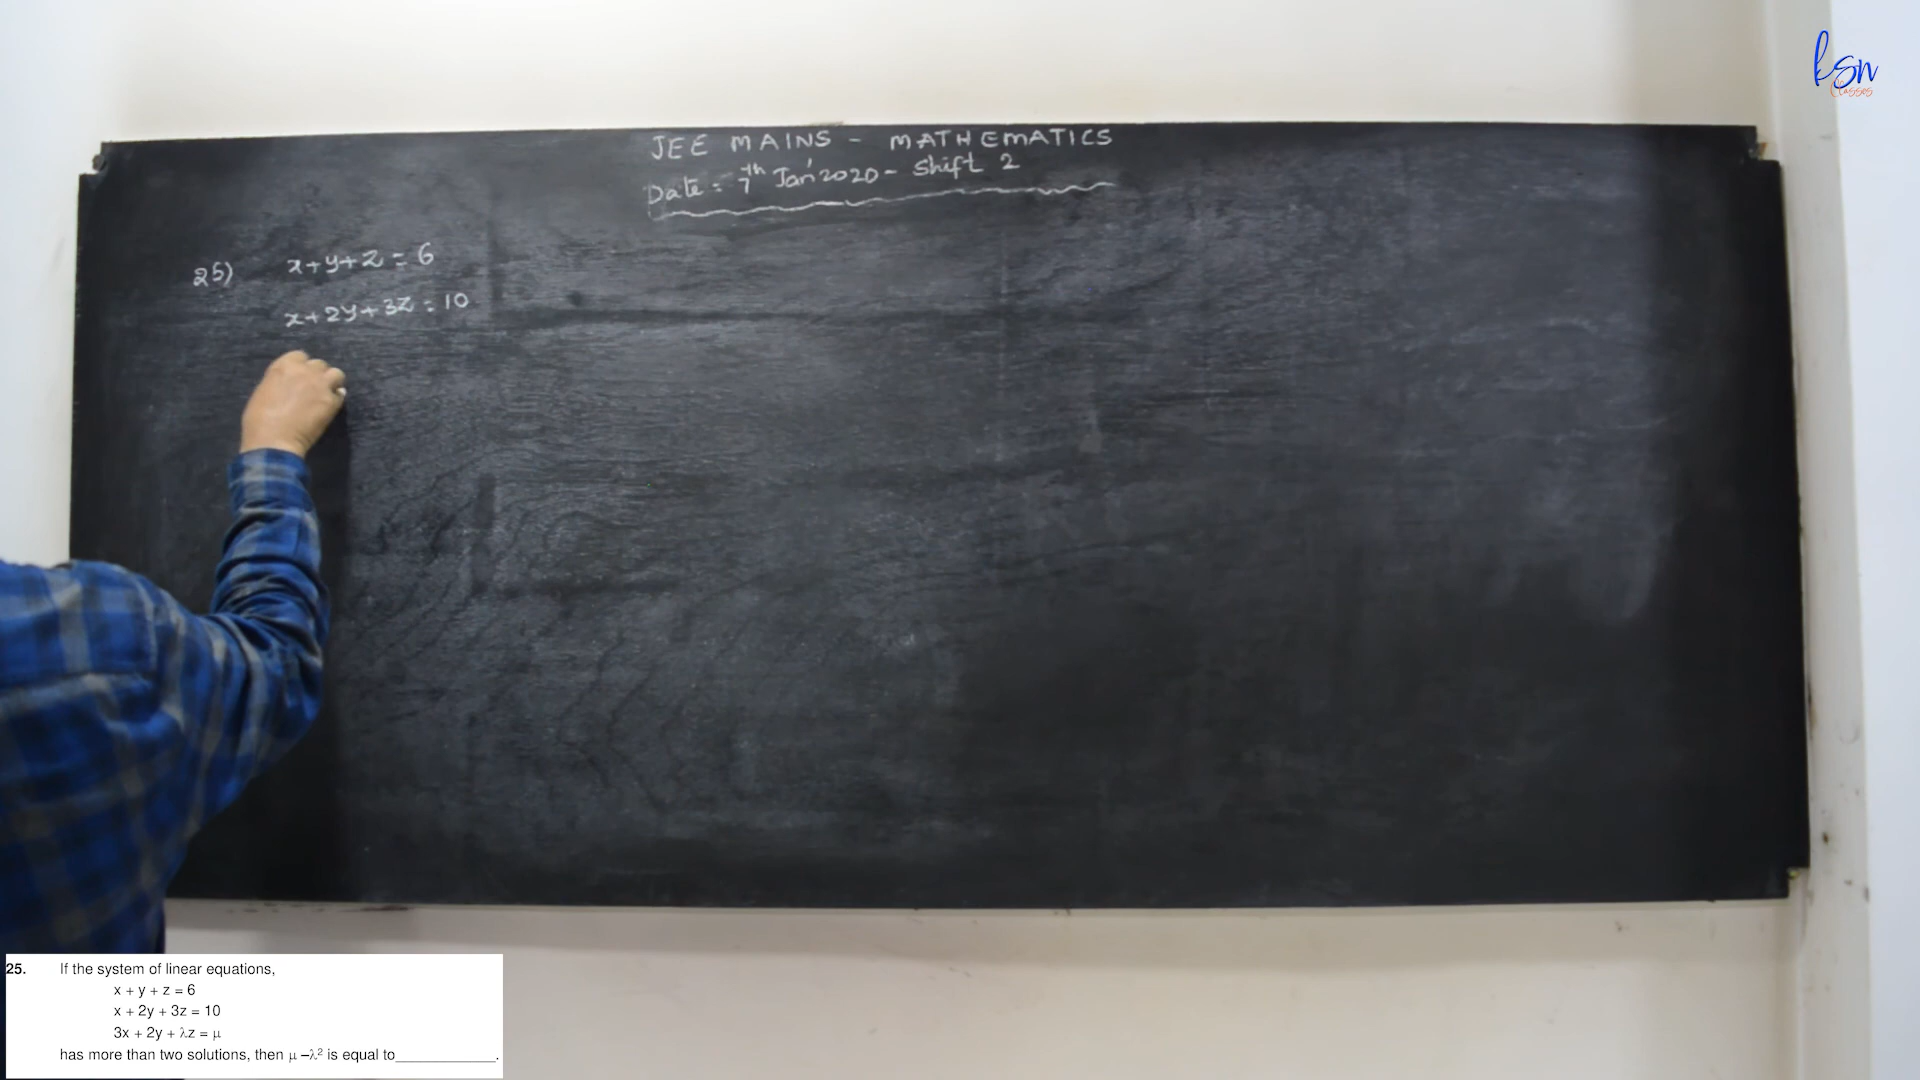 ksn
Classes
JEE MAINS - MATHEMATICS
Date = 7th Jan'2020 - Shift 2
25) x+y+z = 6
x+2y+3z = 10
25. If the system of linear equations,
x + y + z = 6
x + 2y + 3z = 10
3x + 2y + λz = μ
has more than two solutions, then μ –λ² is equal to____________.